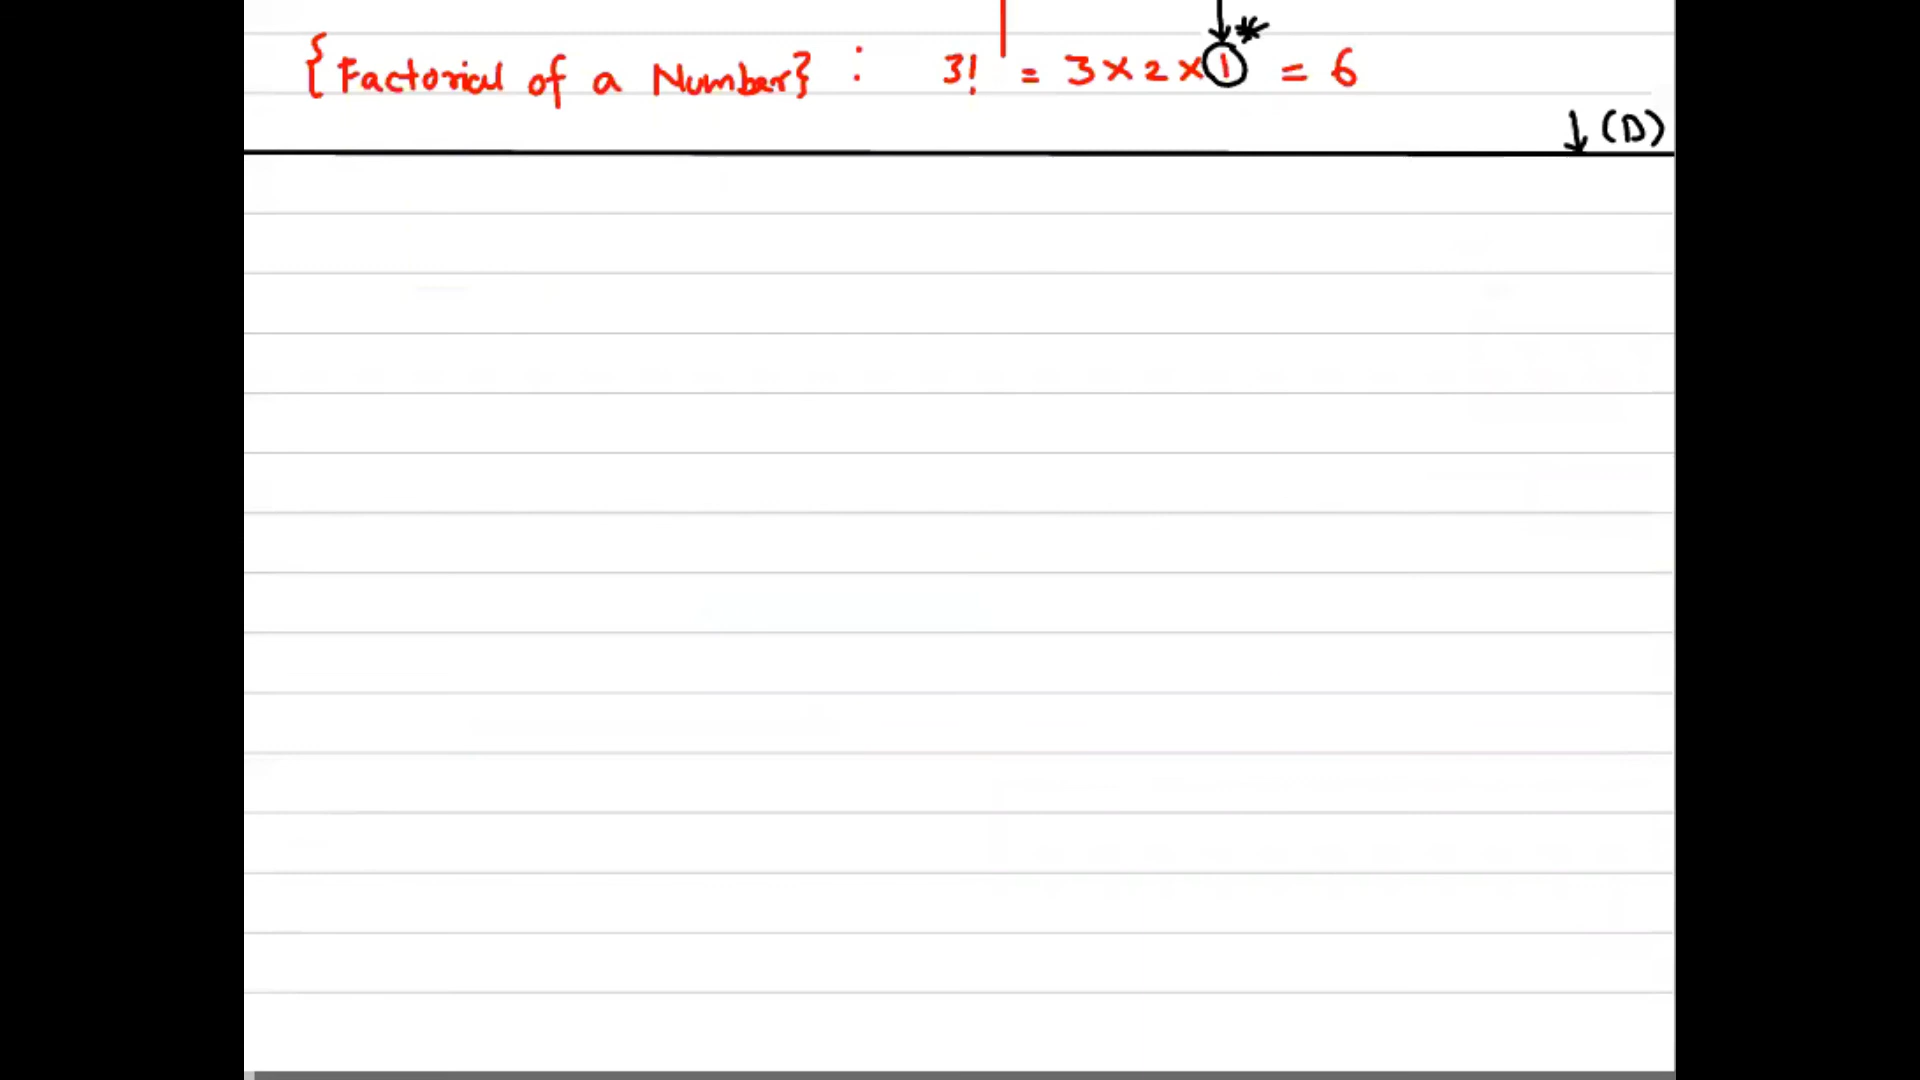 {Factorial of a Number} : 3! = 3 × 2 × 1 * = 6
↓ (D)